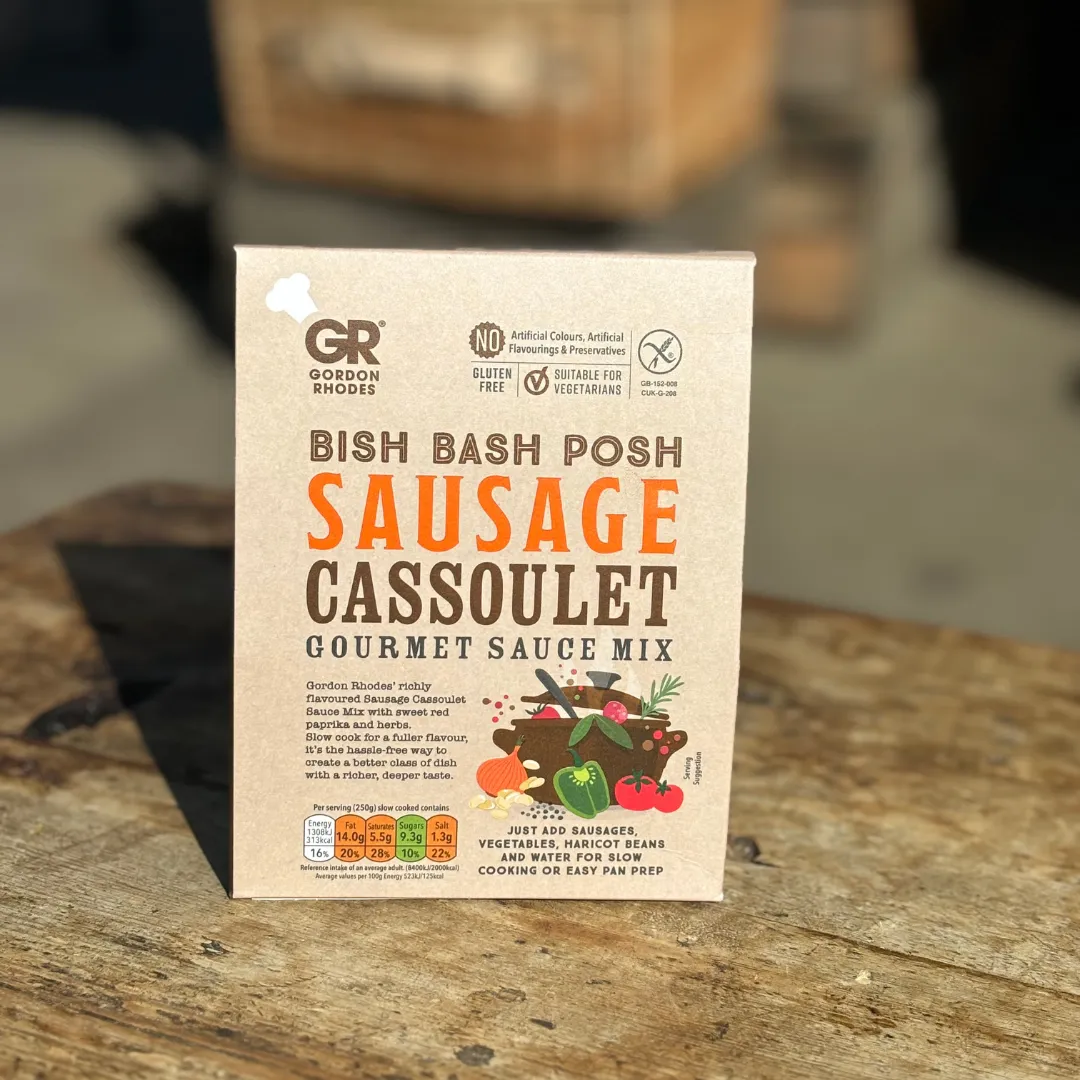 GR®
GORDON
RHODES
NO
Artificial Colours, Artificial
Flavourings & Preservatives
GLUTEN
FREE
SUITABLE FOR
VEGETARIANS
GB-152-008
CUK-G-208
BISH BASH POSH
SAUSAGE
CASSOULET
GOURMET SAUCE MIX
Gordon Rhodes' richly
flavoured Sausage Cassoulet
Sauce Mix with sweet red
paprika and herbs.
Slow cook for a fuller flavour,
it's the hassle-free way to
create a better class of dish
with a richer, deeper taste.
Serving
Suggestion
Per serving (250g) slow cooked contains
Energy Fat Saturates Sugars Salt
1308kJ
313kcal 14.0g 5.5g 9.3g 1.3g
16% 20% 28% 10% 22%
Reference intake of an average adult. (8400kJ/2000kcal)
Average values per 100g Energy 523kJ/125kcal
JUST ADD SAUSAGES,
VEGETABLES, HARICOT BEANS
AND WATER FOR SLOW
COOKING OR EASY PAN PREP